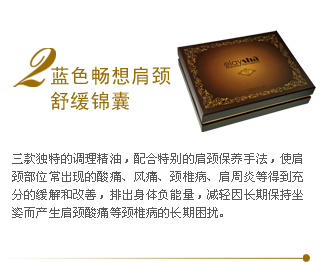 2 蓝色畅想肩颈
舒缓锦囊
elaysha
三款独特的调理精油，配合特别的肩颈保养手法，使肩
颈部位常出现的酸痛、风痛、颈椎病、肩周炎等得到充
分的缓解和改善，排出身体负能量，减轻因长期保持坐
姿而产生肩颈酸痛等颈椎病的长期困扰。